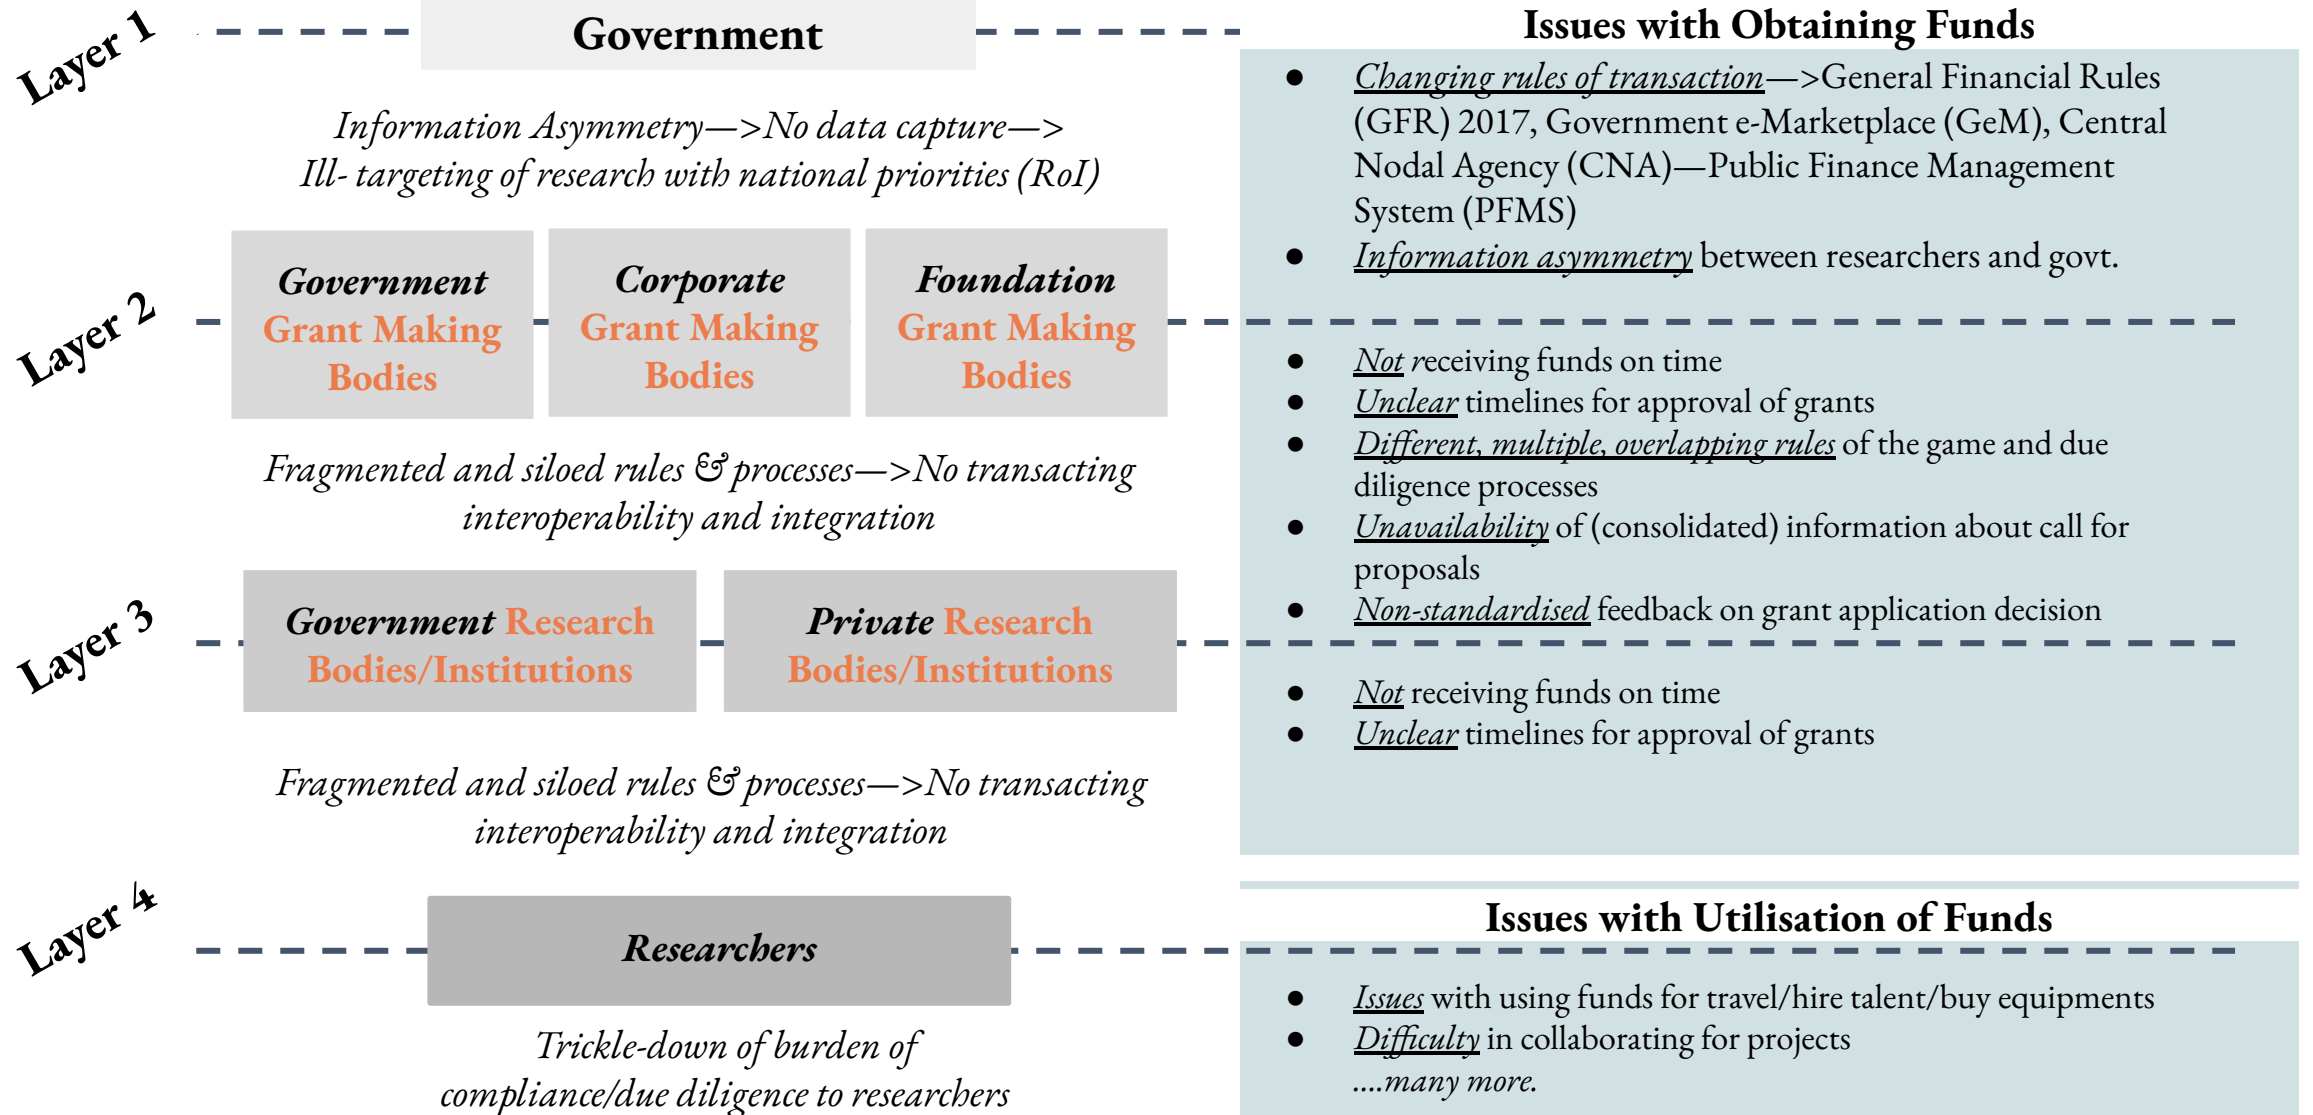 Layer 1
Government
Information Asymmetry—>No data capture—>
Ill- targeting of research with national priorities (RoI)
Layer 2
Government
Grant Making
Bodies
Corporate
Grant Making
Bodies
Foundation
Grant Making
Bodies
Fragmented and siloed rules & processes—>No transacting
interoperability and integration
Layer 3
Government Research
Bodies/Institutions
Private Research
Bodies/Institutions
Fragmented and siloed rules & processes—>No transacting
interoperability and integration
Layer 4
Researchers
Trickle-down of burden of
compliance/due diligence to researchers
Issues with Obtaining Funds
● Changing rules of transaction—>General Financial Rules
(GFR) 2017, Government e-Marketplace (GeM), Central
Nodal Agency (CNA)—Public Finance Management
System (PFMS)
● Information asymmetry between researchers and govt.
● Not receiving funds on time
● Unclear timelines for approval of grants
● Different, multiple, overlapping rules of the game and due
diligence processes
● Unavailability of (consolidated) information about call for
proposals
● Non-standardised feedback on grant application decision
● Not receiving funds on time
● Unclear timelines for approval of grants
Issues with Utilisation of Funds
● Issues with using funds for travel/hire talent/buy equipments
● Difficulty in collaborating for projects
....many more.